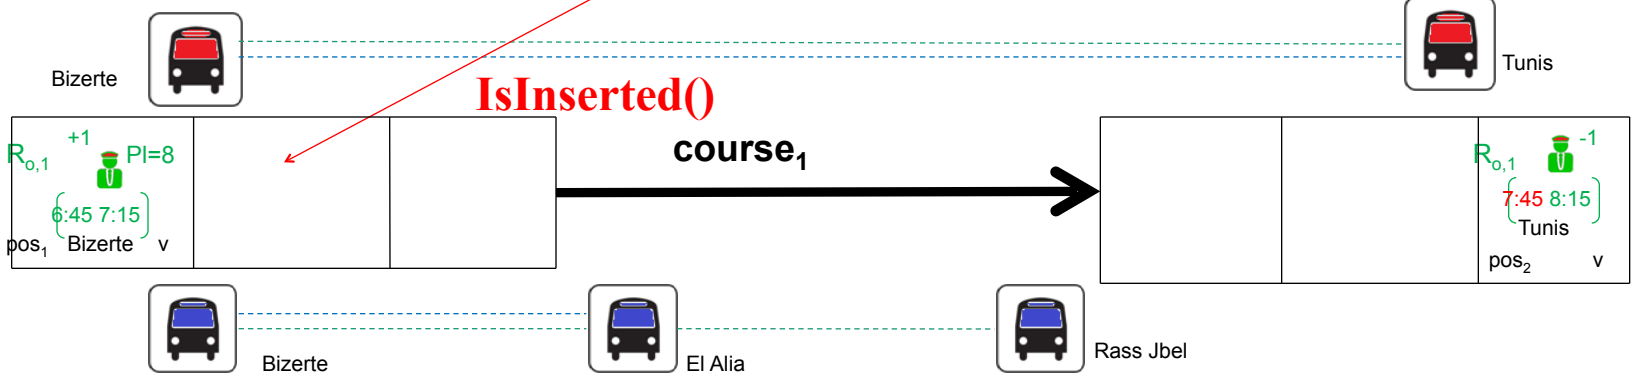 Bizerte
Tunis
IsInserted()
course₁
+1
Rₒ,₁ Pl=8
6:45 7:15
pos₁ Bizerte v
-1
Rₒ,₁
7:45 8:15
Tunis
pos₂ v
Bizerte
El Alia
Rass Jbel